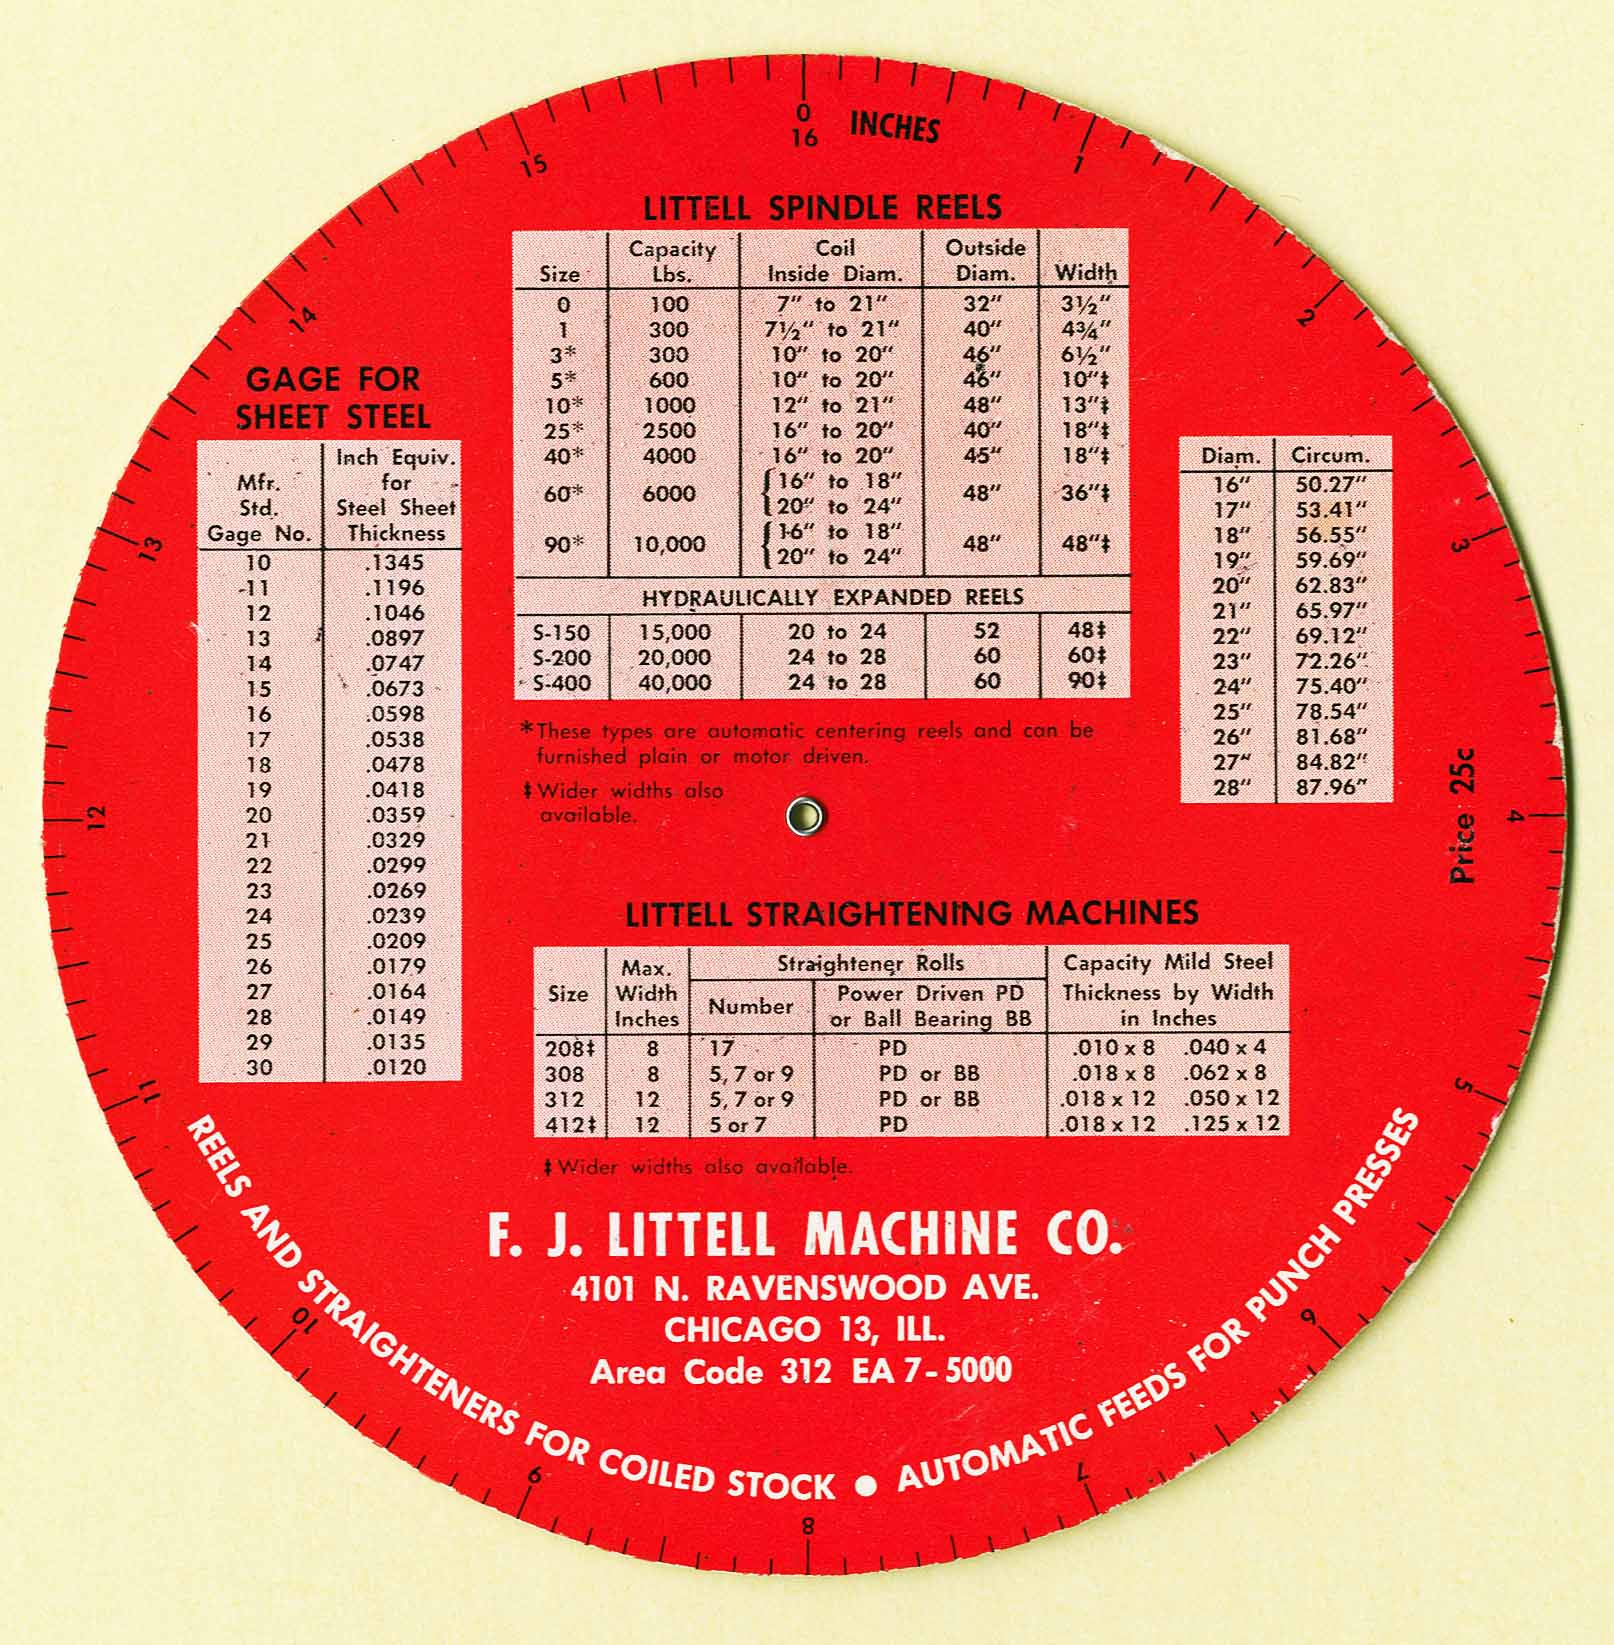 0
16 INCHES
1
2
3
4
5
6
7
8
9
10
11
12
13
14
15
LITTELL SPINDLE REELS
Size Capacity Lbs. Coil Inside Diam. Outside Diam. Width
0 100 7" to 21" 32" 3½"
1 300 7½" to 21" 40" 4¾"
3* 300 10" to 20" 46" 6½"
5* 600 10" to 20" 46" 10"‡
10* 1000 12" to 21" 48" 13"‡
25* 2500 16" to 20" 40" 18"‡
40* 4000 16" to 20" 45" 18"‡
60* 6000 { 16" to 18" 48" 36"‡
20" to 24"
90* 10,000 { 16" to 18" 48" 48"‡
20" to 24"
HYDRAULICALLY EXPANDED REELS
S-150 15,000 20 to 24 52 48‡
S-200 20,000 24 to 28 60 60‡
S-400 40,000 24 to 28 60 90‡
*These types are automatic centering reels and can be
furnished plain or motor driven.
‡Wider widths also
available.
GAGE FOR
SHEET STEEL
Mfr. Std. Gage No. Inch Equiv. for Steel Sheet Thickness
10 .1345
11 .1196
12 .1046
13 .0897
14 .0747
15 .0673
16 .0598
17 .0538
18 .0478
19 .0418
20 .0359
21 .0329
22 .0299
23 .0269
24 .0239
25 .0209
26 .0179
27 .0164
28 .0149
29 .0135
30 .0120
Diam. Circum.
16" 50.27"
17" 53.41"
18" 56.55"
19" 59.69"
20" 62.83"
21" 65.97"
22" 69.12"
23" 72.26"
24" 75.40"
25" 78.54"
26" 81.68"
27" 84.82"
28" 87.96"
Price 25c
LITTELL STRAIGHTENING MACHINES
Size Max. Width Inches Straightener Rolls Capacity Mild Steel Thickness by Width in Inches
Number Power Driven PD or Ball Bearing BB
208‡ 8 17 PD .010 x 8 .040 x 4
308 8 5, 7 or 9 PD or BB .018 x 8 .062 x 8
312 12 5, 7 or 9 PD or BB .018 x 12 .050 x 12
412‡ 12 5 or 7 PD .018 x 12 .125 x 12
‡Wider widths also available.
F. J. LITTELL MACHINE CO.
4101 N. RAVENSWOOD AVE.
CHICAGO 13, ILL.
Area Code 312 EA 7-5000
REELS AND STRAIGHTENERS FOR COILED STOCK ● AUTOMATIC FEEDS FOR PUNCH PRESSES